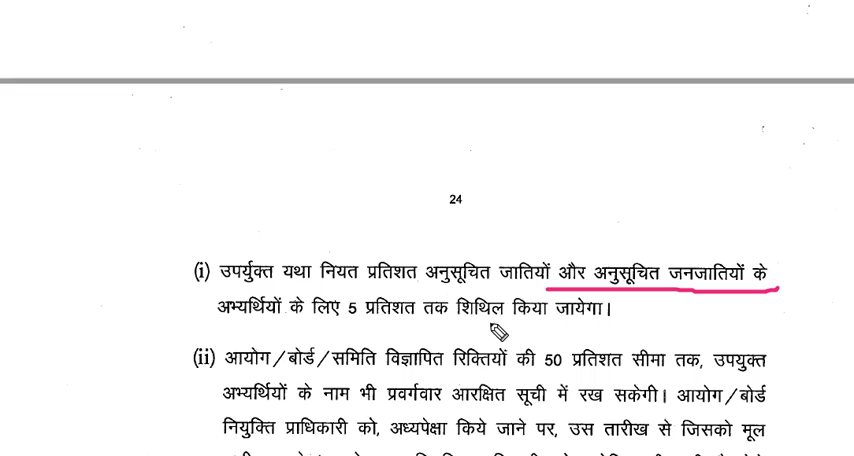 24
(i) उपर्युक्त यथा नियत प्रतिशत अनुसूचित जातियों और अनुसूचित जनजातियों के
अभ्यर्थियों के लिए 5 प्रतिशत तक शिथिल किया जायेगा।
(ii) आयोग/बोर्ड/समिति विज्ञापित रिक्तियों की 50 प्रतिशत सीमा तक, उपयुक्त
अभ्यर्थियों के नाम भी प्रवर्गवार आरक्षित सूची में रख सकेगी। आयोग/बोर्ड
नियुक्ति प्राधिकारी को, अध्यपेक्षा किये जाने पर, उस तारीख से जिसको मूल